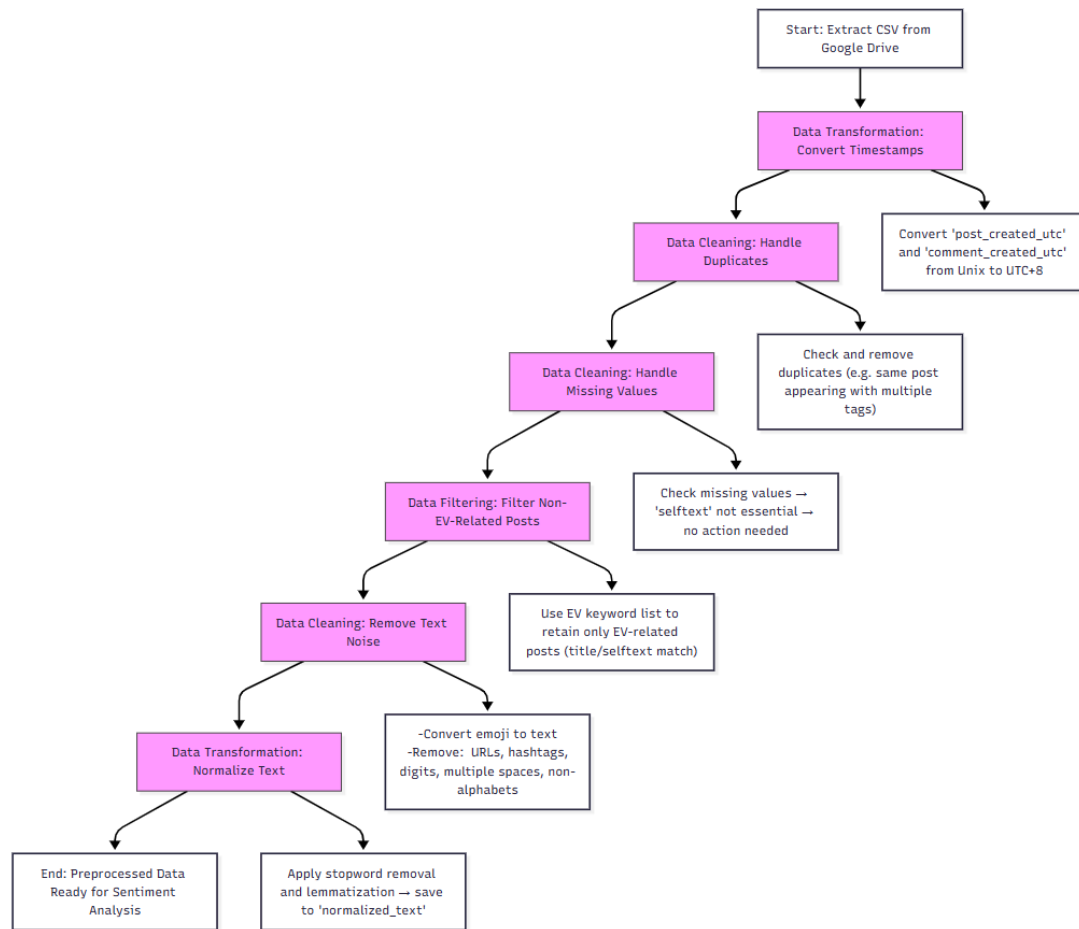 Start: Extract CSV from
Google Drive
Data Transformation:
Convert Timestamps
Convert 'post_created_utc'
and 'comment_created_utc'
from Unix to UTC+8
Data Cleaning: Handle
Duplicates
Check and remove
duplicates (e.g. same post
appearing with multiple
tags)
Data Cleaning: Handle
Missing Values
Check missing values →
'selftext' not essential →
no action needed
Data Filtering: Filter Non-
EV-Related Posts
Use EV keyword list to
retain only EV-related
posts (title/selftext match)
Data Cleaning: Remove Text
Noise
-Convert emoji to text
-Remove: URLs, hashtags,
digits, multiple spaces, non-
alphabets
Data Transformation:
Normalize Text
End: Preprocessed Data
Ready for Sentiment
Analysis
Apply stopword removal
and lemmatization → save
to 'normalized_text'